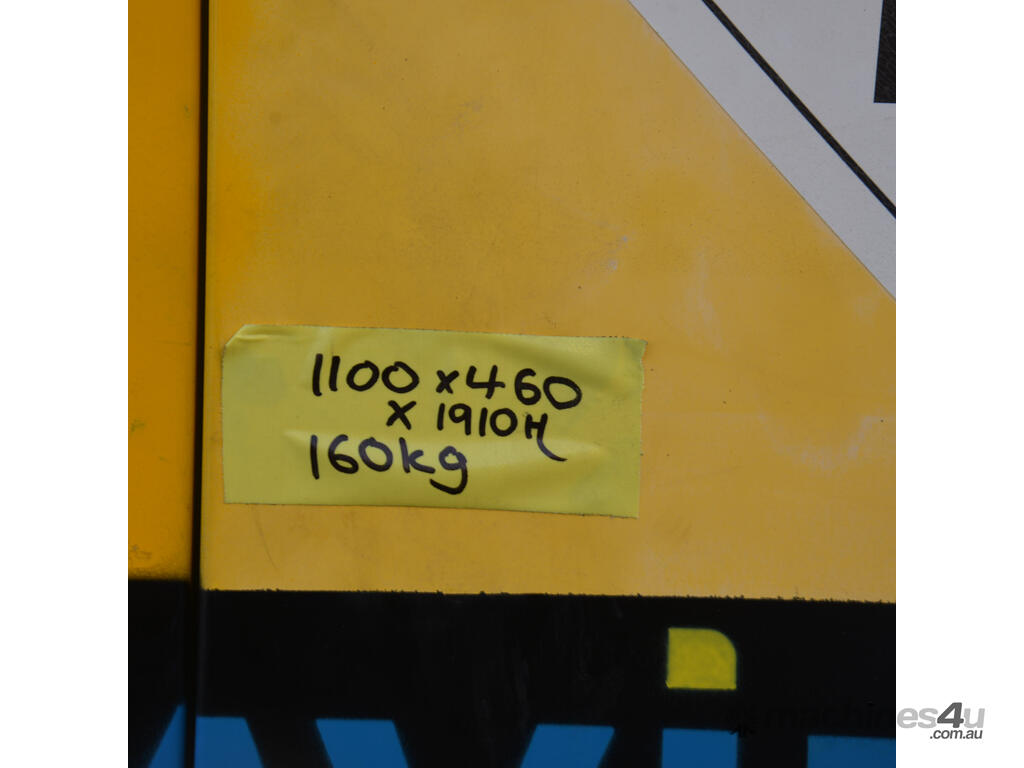 1100 x 460
x 1910H
160kg
machines4u
.com.au